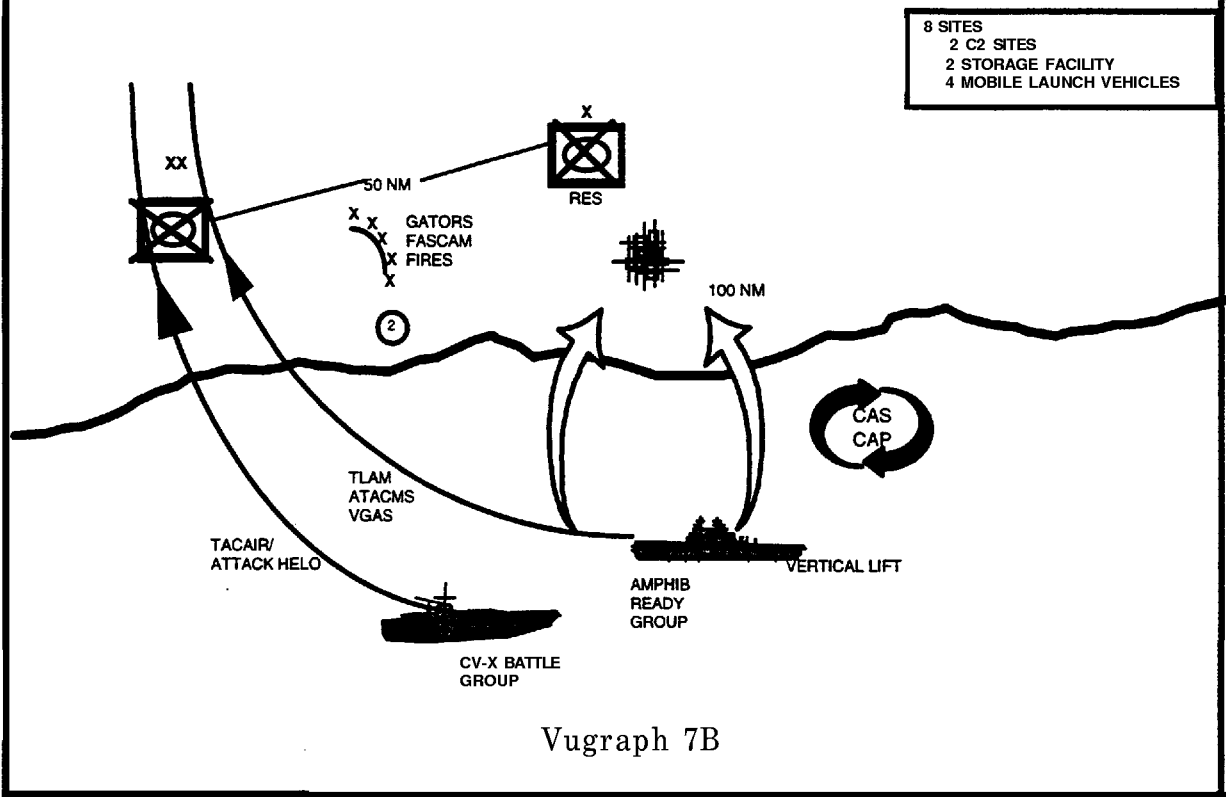 8 SITES
2 C2 SITES
2 STORAGE FACILITY
4 MOBILE LAUNCH VEHICLES
X
XX
50 NM
RES
X
X
X
X
X
GATORS
FASCAM
FIRES
100 NM
2
CAS
CAP
TLAM
ATACMS
VGAS
TACAIR/
ATTACK HELO
VERTICAL LIFT
AMPHIB
READY
GROUP
CV-X BATTLE
GROUP
Vugraph 7B